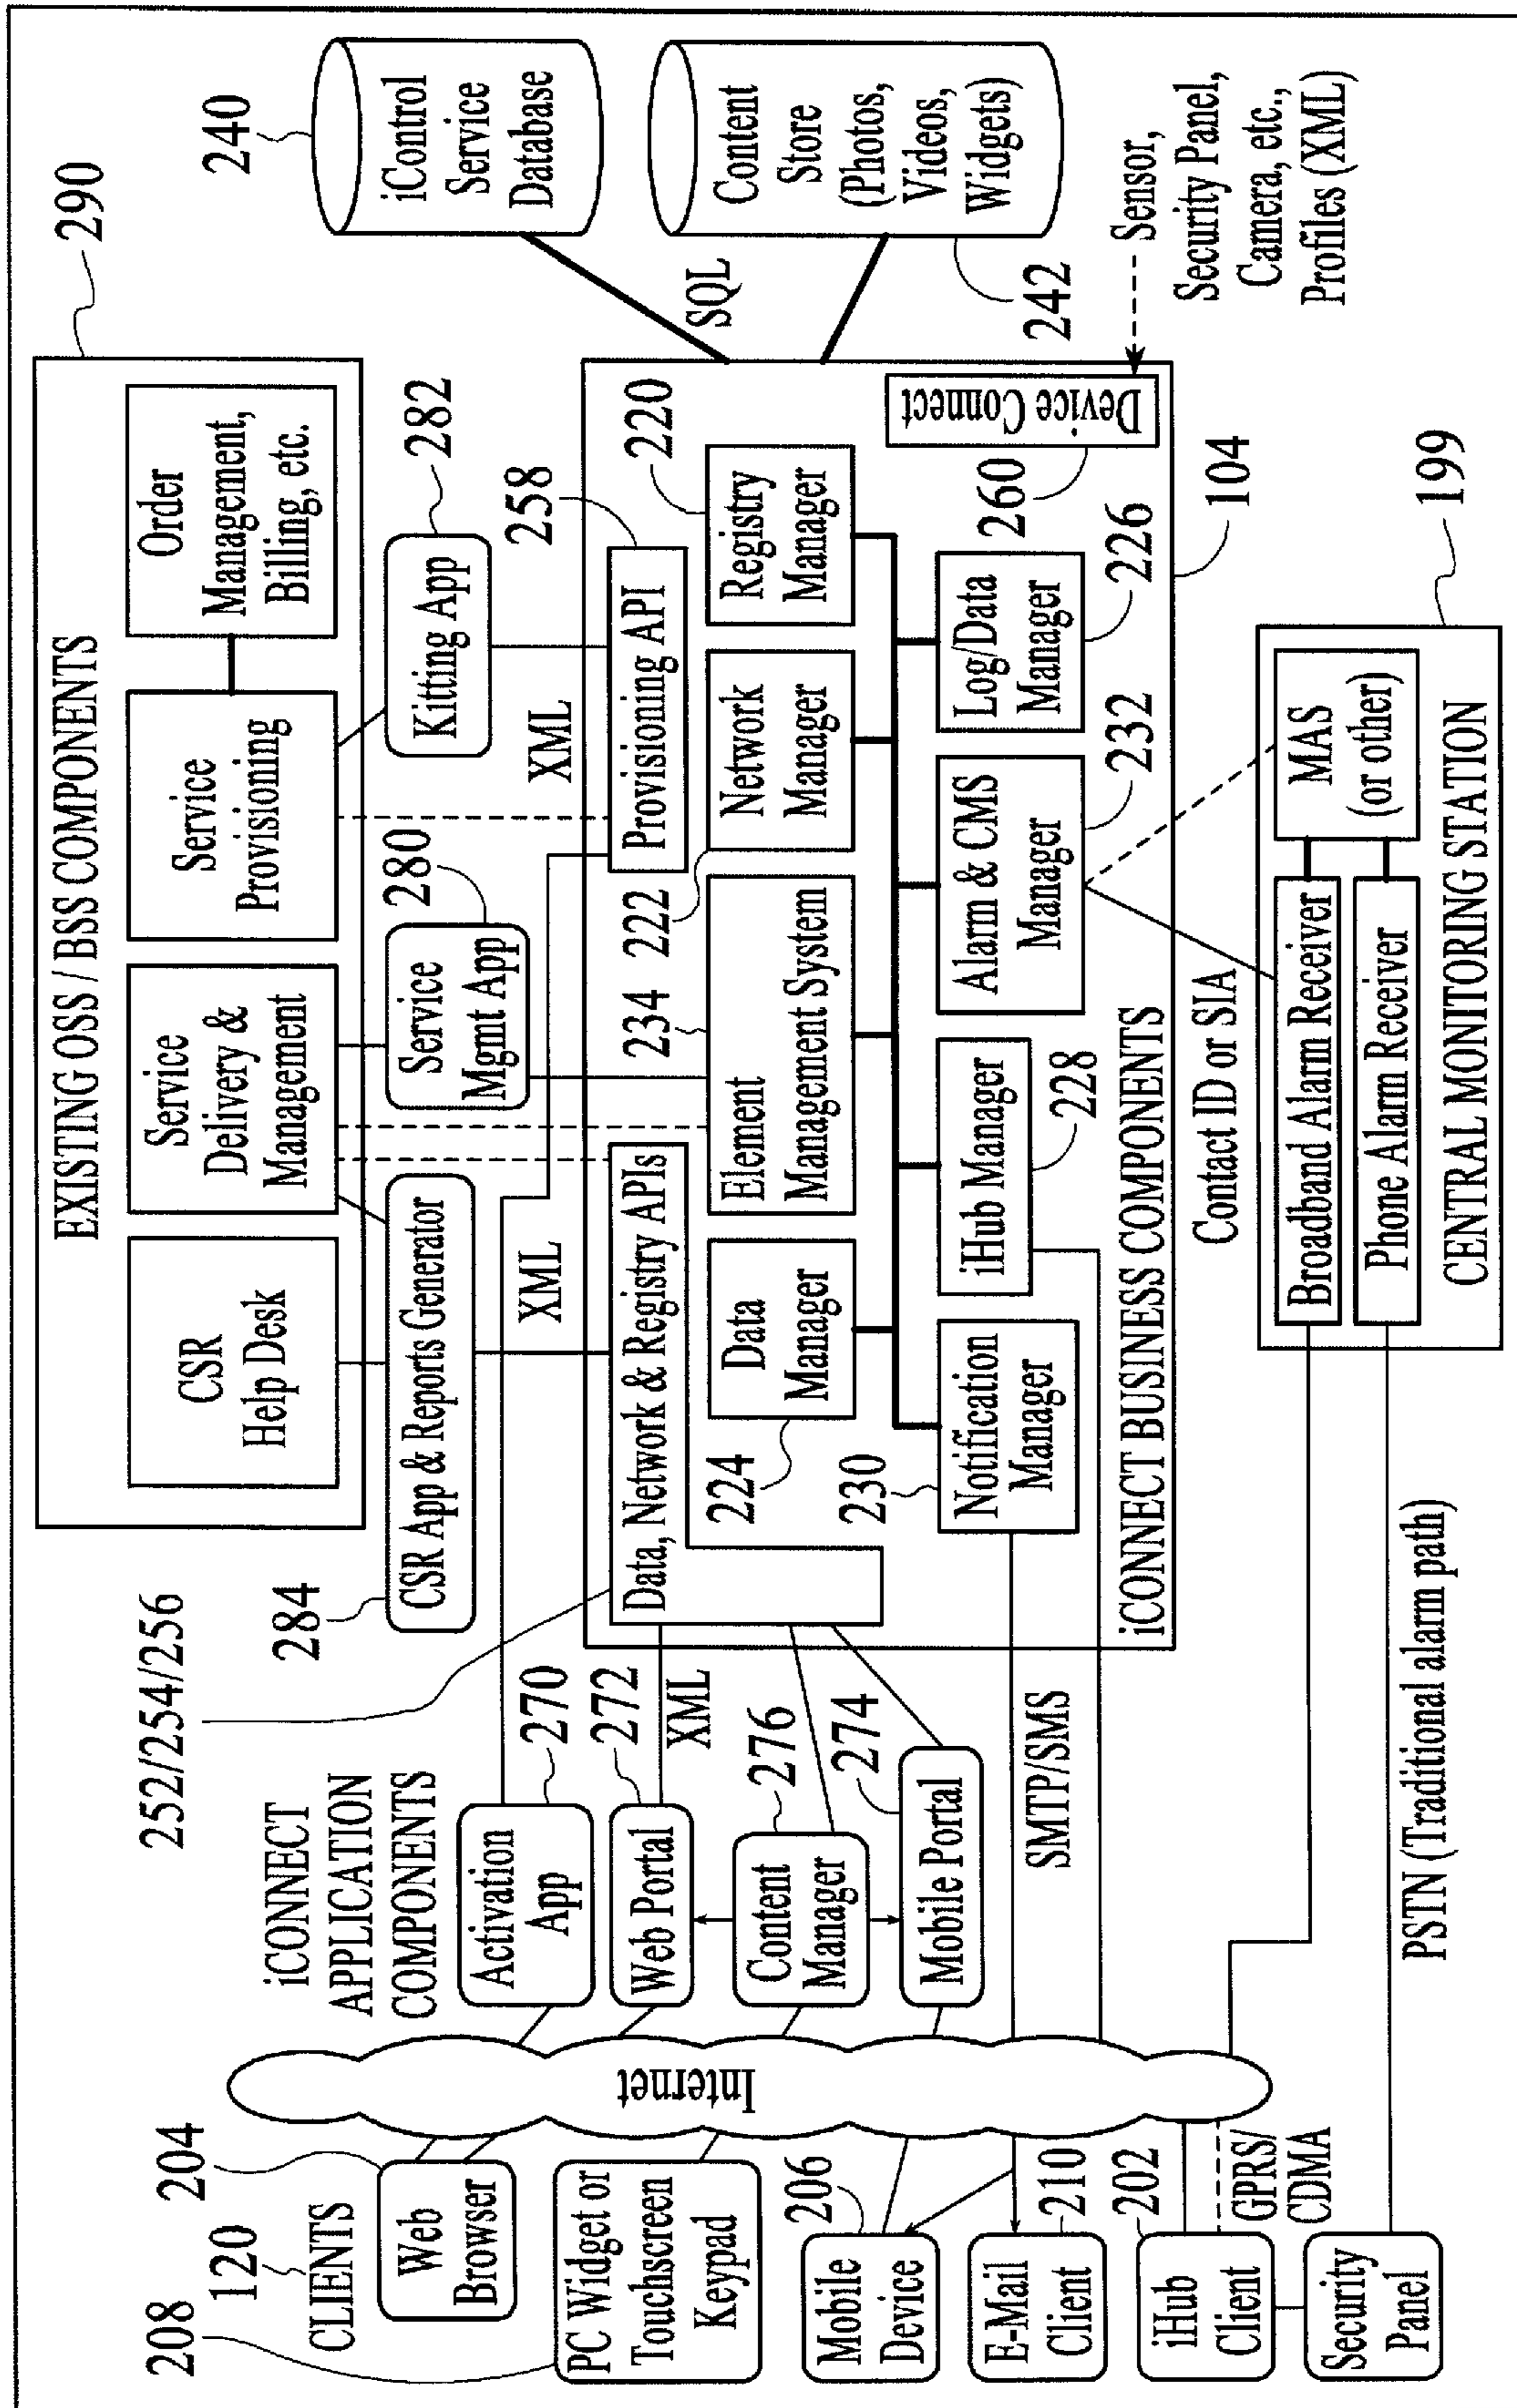 EXISTING OSS / BSS COMPONENTS
290
CSR
Help Desk
Service
Delivery &
Management
Service
Provisioning
Order
Management,
Billing, etc.
240
iControl
Service
Database
Content
Store
(Photos,
Videos,
Widgets)
242
SQL
284
CSR App & Reports Generator
280
Service
Mgmt App
282
Kitting App
252/254/256
XML
XML
258
Data, Network & Registry APIs
Provisioning API
234
Element
Management System
222
Network
Manager
220
Registry
Manager
224
Data
Manager
230
Notification
Manager
iHub Manager
228
Alarm & CMS
Manager
232
Log/Data
Manager
226
260
Device Connect
Sensor,
Security Panel,
Camera, etc.,
Profiles (XML)
iCONNECT BUSINESS COMPONENTS
104
iCONNECT
APPLICATION
COMPONENTS
Activation
App
270
Web Portal
272
XML
Content
Manager
276
Mobile Portal
274
SMTP/SMS
Internet
208
120
CLIENTS
204
Web
Browser
PC Widget or
Touchscreen
Keypad
206
Mobile
Device
E-Mail
Client
210
iHub
Client
202
GPRS/
CDMA
Security
Panel
PSTN (Traditional alarm path)
Contact ID or SIA
199
Broadband Alarm Receiver
Phone Alarm Receiver
MAS
(or other)
CENTRAL MONITORING STATION